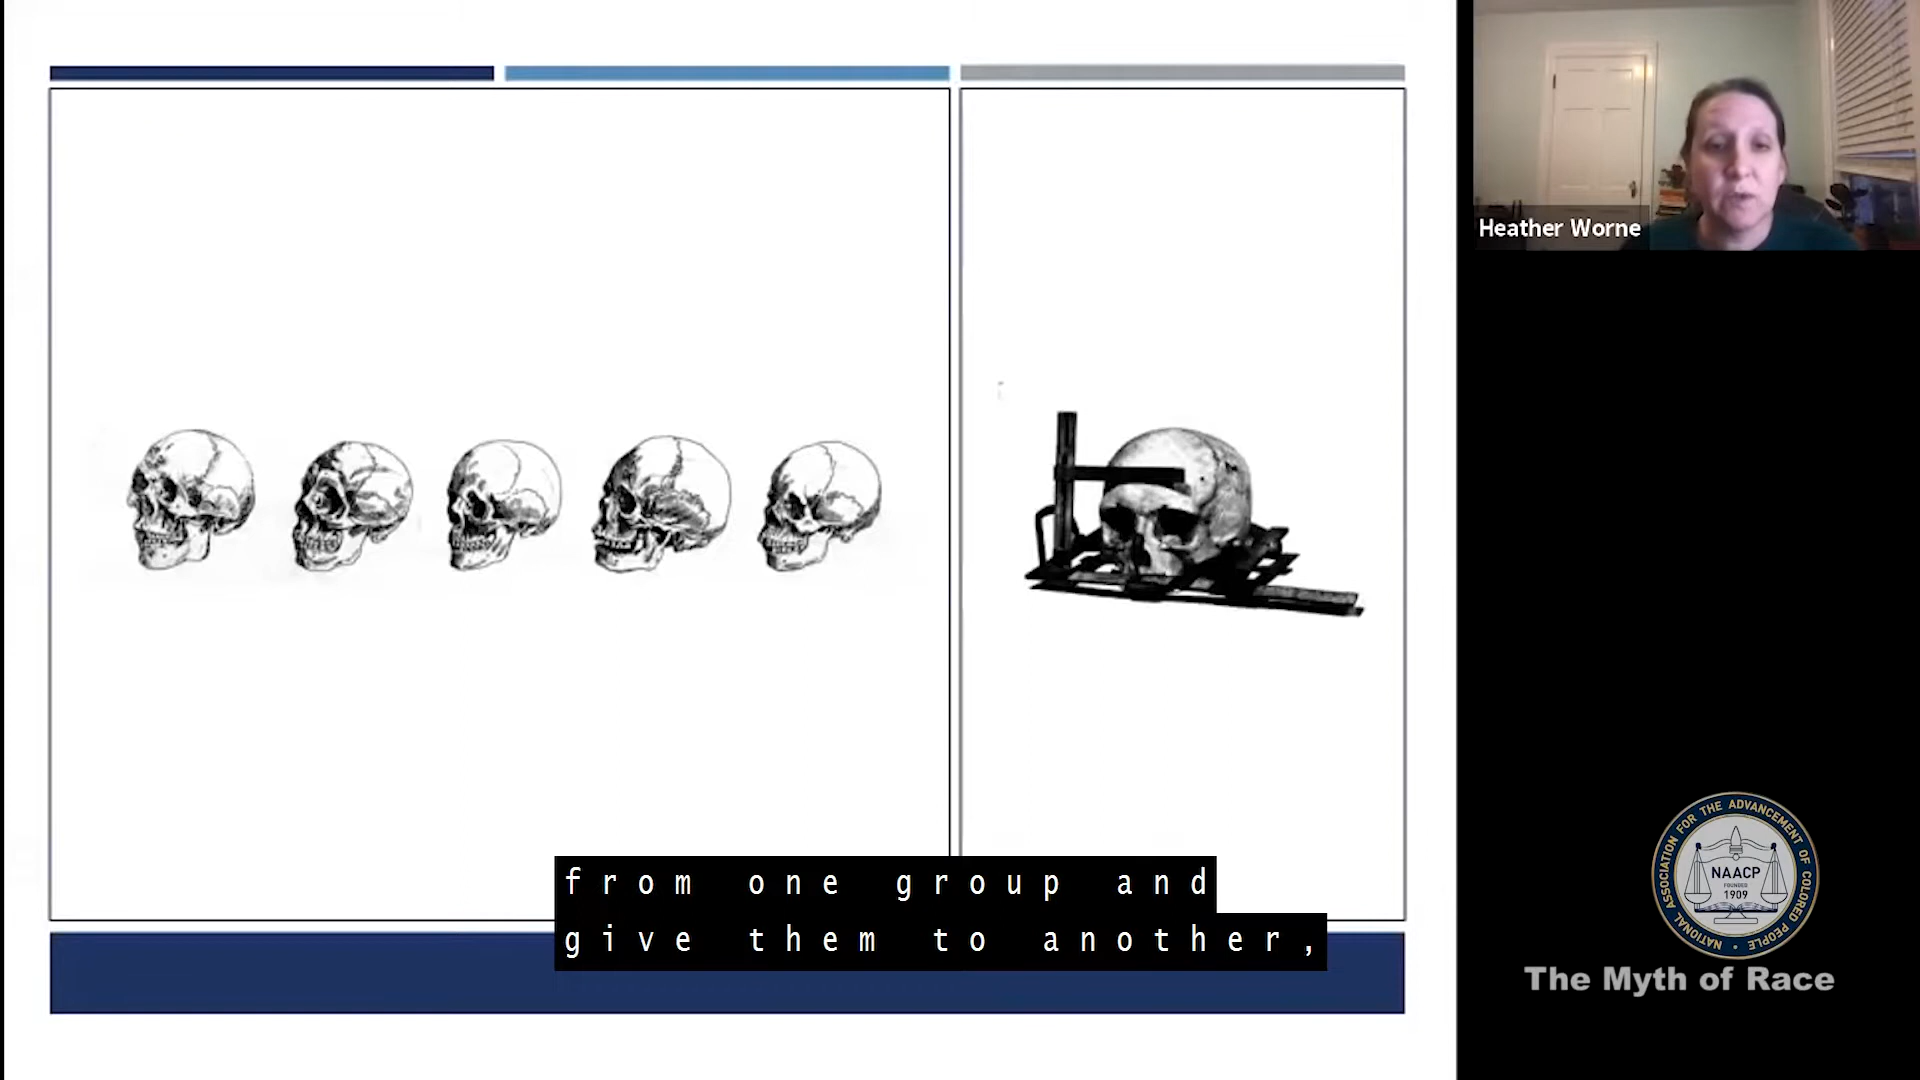 Heather Worne
from one group and
give them to another,
NATIONAL ASSOCIATION FOR THE ADVANCEMENT OF COLORED PEOPLE
NAACP
FOUNDED
1909
The Myth of Race